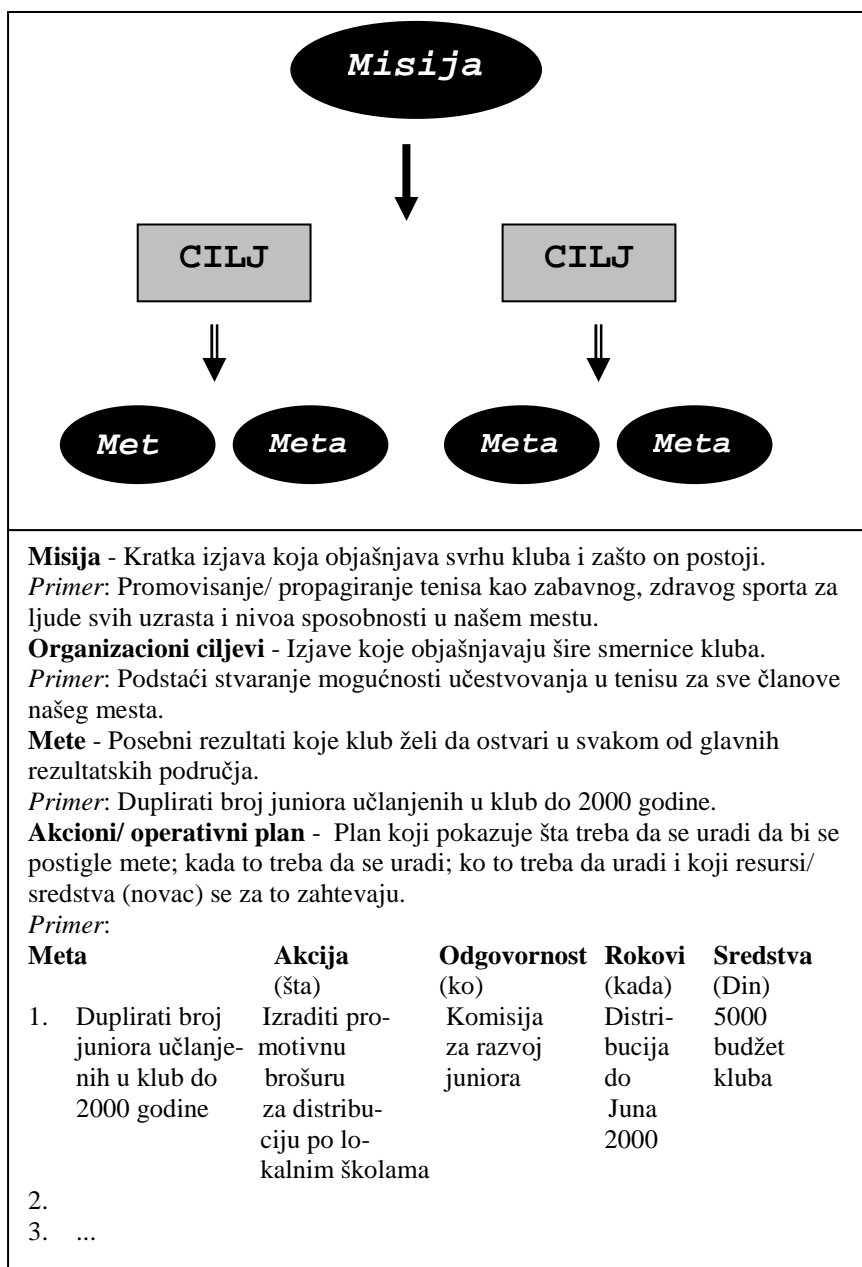 Misija
CILJ CILJ
Met Meta Meta Meta
Misija - Kratka izjava koja objašnjava svrhu kluba i zašto on postoji.
Primer: Promovisanje/ propagiranje tenisa kao zabavnog, zdravog sporta za
ljude svih uzrasta i nivoa sposobnosti u našem mestu.
Organizacioni ciljevi - Izjave koje objašnjavaju šire smernice kluba.
Primer: Podstaći stvaranje mogućnosti učestvovanja u tenisu za sve članove
našeg mesta.
Mete - Posebni rezultati koje klub želi da ostvari u svakom od glavnih
rezultatskih područja.
Primer: Duplirati broj juniora učlanjenih u klub do 2000 godine.
Akcioni/ operativni plan - Plan koji pokazuje šta treba da se uradi da bi se
postigle mete; kada to treba da se uradi; ko to treba da uradi i koji resursi/
sredstva (novac) se za to zahtevaju.
Primer:
Meta Akcija Odgovornost Rokovi Sredstva
(šta) (ko) (kada) (Din)
1. Duplirati broj Izraditi pro- Komisija Distri- 5000
juniora učlanje- motivnu za razvoj bucija budžet
nih u klub do brošuru juniora do kluba
2000 godine za distribu- Juna
ciju po lo- 2000
kalnim školama
2.
3. ...